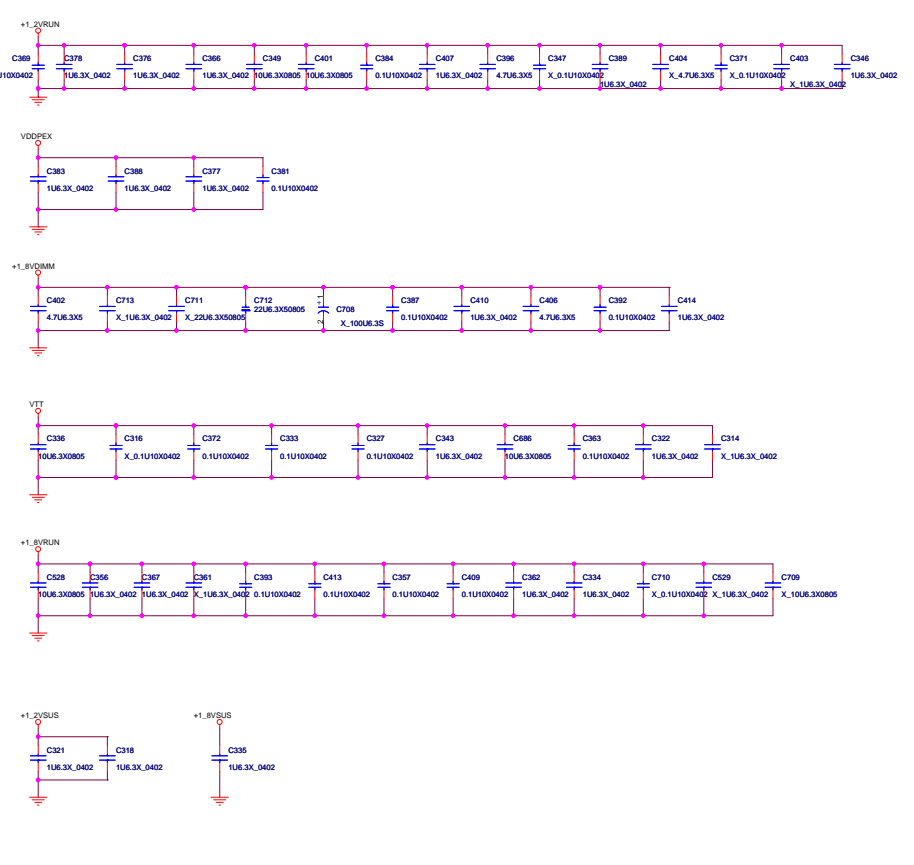 +1_2VRUN
C369 C378 C376 C366 C349 C401 C384 C407 C396 C347 C389 C404 C371 C403 C346
U10X0402 1U6.3X_0402 1U6.3X_0402 1U6.3X_0402 10U6.3X0805 10U6.3X0805 0.1U10X0402 1U6.3X_0402 4.7U6.3X5 X_0.1U10X0402 1U6.3X_0402 X_4.7U6.3X5 X_0.1U10X0402 X_1U6.3X_0402 1U6.3X_0402
VDDPEX
C383 C388 C377 C381
1U6.3X_0402 1U6.3X_0402 1U6.3X_0402 0.1U10X0402
+1_8VDIMM
C402 C713 C711 C712 1 C708 C387 C410 C406 C392 C414
4.7U6.3X5 X_1U6.3X_0402 X_22U6.3X50805 22U6.3X50805 + 2 X_100U6.3S 0.1U10X0402 1U6.3X_0402 4.7U6.3X5 0.1U10X0402 1U6.3X_0402
VTT
C336 C316 C372 C333 C327 C343 C686 C363 C322 C314
10U6.3X0805 X_0.1U10X0402 0.1U10X0402 0.1U10X0402 0.1U10X0402 1U6.3X_0402 10U6.3X0805 0.1U10X0402 1U6.3X_0402 X_1U6.3X_0402
+1_8VRUN
C528 C356 C367 C361 C393 C413 C357 C409 C362 C334 C710 C529 C709
10U6.3X0805 1U6.3X_0402 1U6.3X_0402 X_1U6.3X_0402 0.1U10X0402 0.1U10X0402 0.1U10X0402 0.1U10X0402 1U6.3X_0402 1U6.3X_0402 X_0.1U10X0402 X_1U6.3X_0402 X_10U6.3X0805
+1_2VSUS +1_8VSUS
C321 C318 C335
1U6.3X_0402 1U6.3X_0402 1U6.3X_0402